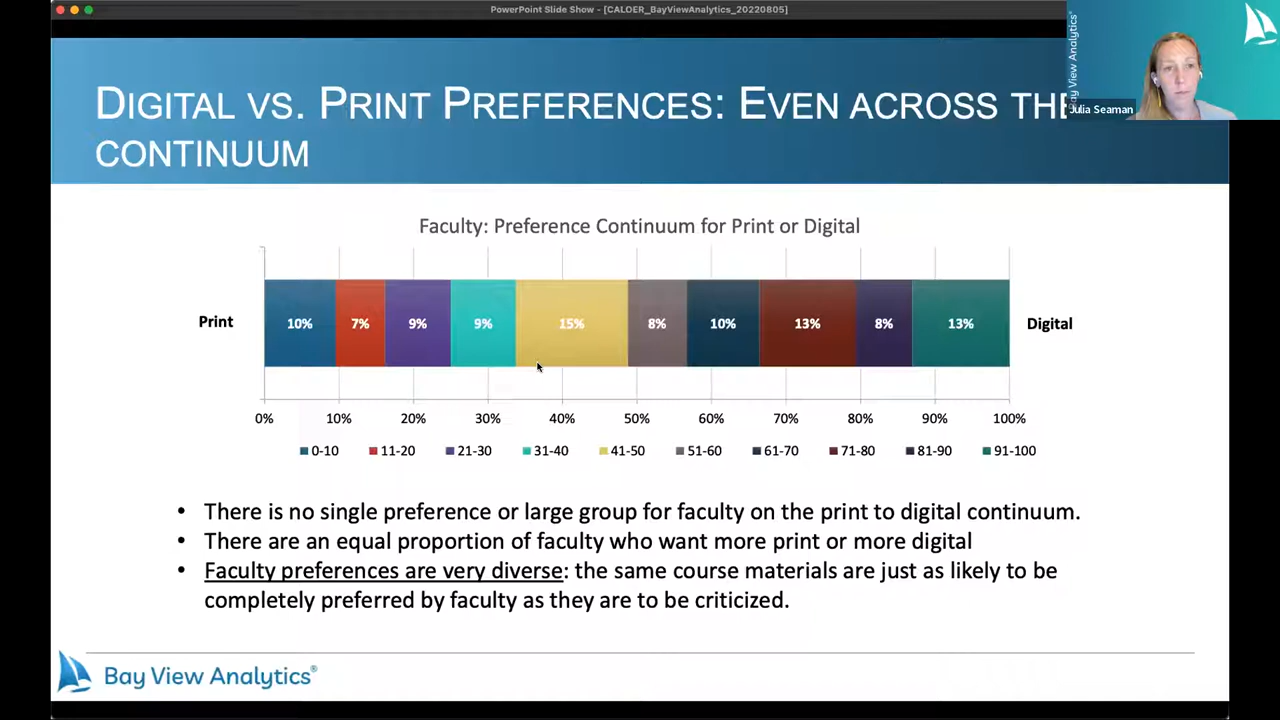 PowerPoint Slide Show - [CALDER_BayViewAnalytics_20220805]
Bay View Analytics®
Julia Seaman
DIGITAL VS. PRINT PREFERENCES: EVEN ACROSS THE
CONTINUUM
Faculty: Preference Continuum for Print or Digital
Print 10% 7% 9% 9% 15% 8% 10% 13% 8% 13% Digital
0% 10% 20% 30% 40% 50% 60% 70% 80% 90% 100%
0-10 11-20 21-30 31-40 41-50 51-60 61-70 71-80 81-90 91-100
• There is no single preference or large group for faculty on the print to digital continuum.
• There are an equal proportion of faculty who want more print or more digital
• Faculty preferences are very diverse: the same course materials are just as likely to be
completely preferred by faculty as they are to be criticized.
Bay View Analytics®